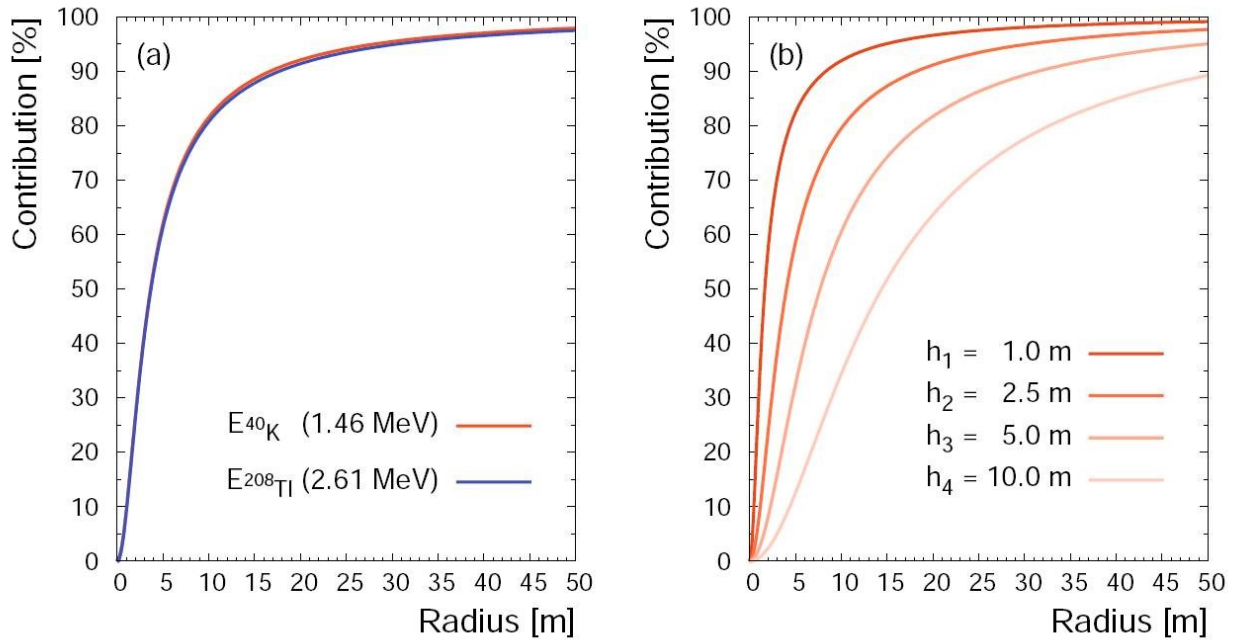 Contribution [%]
100
90
80
70
60
50
40
30
20
10
0
(a)
E⁴⁰K (1.46 MeV)
E²⁰⁸Tl (2.61 MeV)
0 5 10 15 20 25 30 35 40 45 50
Radius [m]
Contribution [%]
100
90
80
70
60
50
40
30
20
10
0
(b)
h₁ = 1.0 m
h₂ = 2.5 m
h₃ = 5.0 m
h₄ = 10.0 m
0 5 10 15 20 25 30 35 40 45 50
Radius [m]